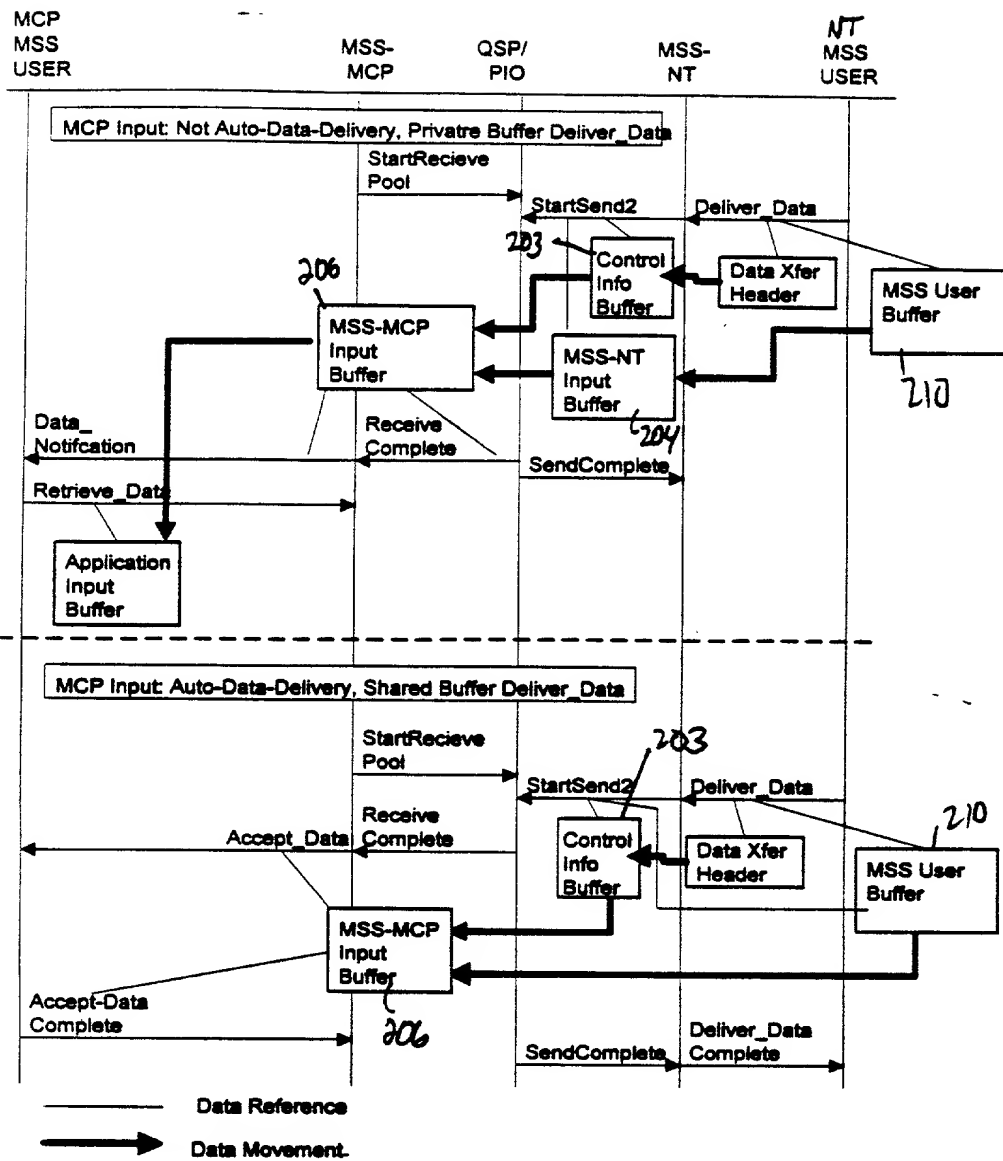 MCP
MSS
USER
MSS-
MCP
QSP/
PIO
MSS-
NT
NT
MSS
USER
MCP Input: Not Auto-Data-Delivery, Privatre Buffer Deliver_Data
StartRecieve
Pool
StartSend2
Deliver_Data
203
Control
Info
Buffer
Data Xfer
Header
MSS User
Buffer
210
206
MSS-MCP
Input
Buffer
MSS-NT
Input
Buffer
204
Data_
Notifcation
Receive
Complete
SendComplete
Retrieve_Data
Application
Input
Buffer
MCP Input: Auto-Data-Delivery, Shared Buffer Deliver_Data
StartRecieve
Pool
203
StartSend2
Deliver_Data
210
Accept_Data
Receive
Complete
Control
Info
Buffer
Data Xfer
Header
MSS User
Buffer
MSS-MCP
Input
Buffer
206
Accept-Data
Complete
SendComplete
Deliver_Data
Complete
Data Reference
Data Movement